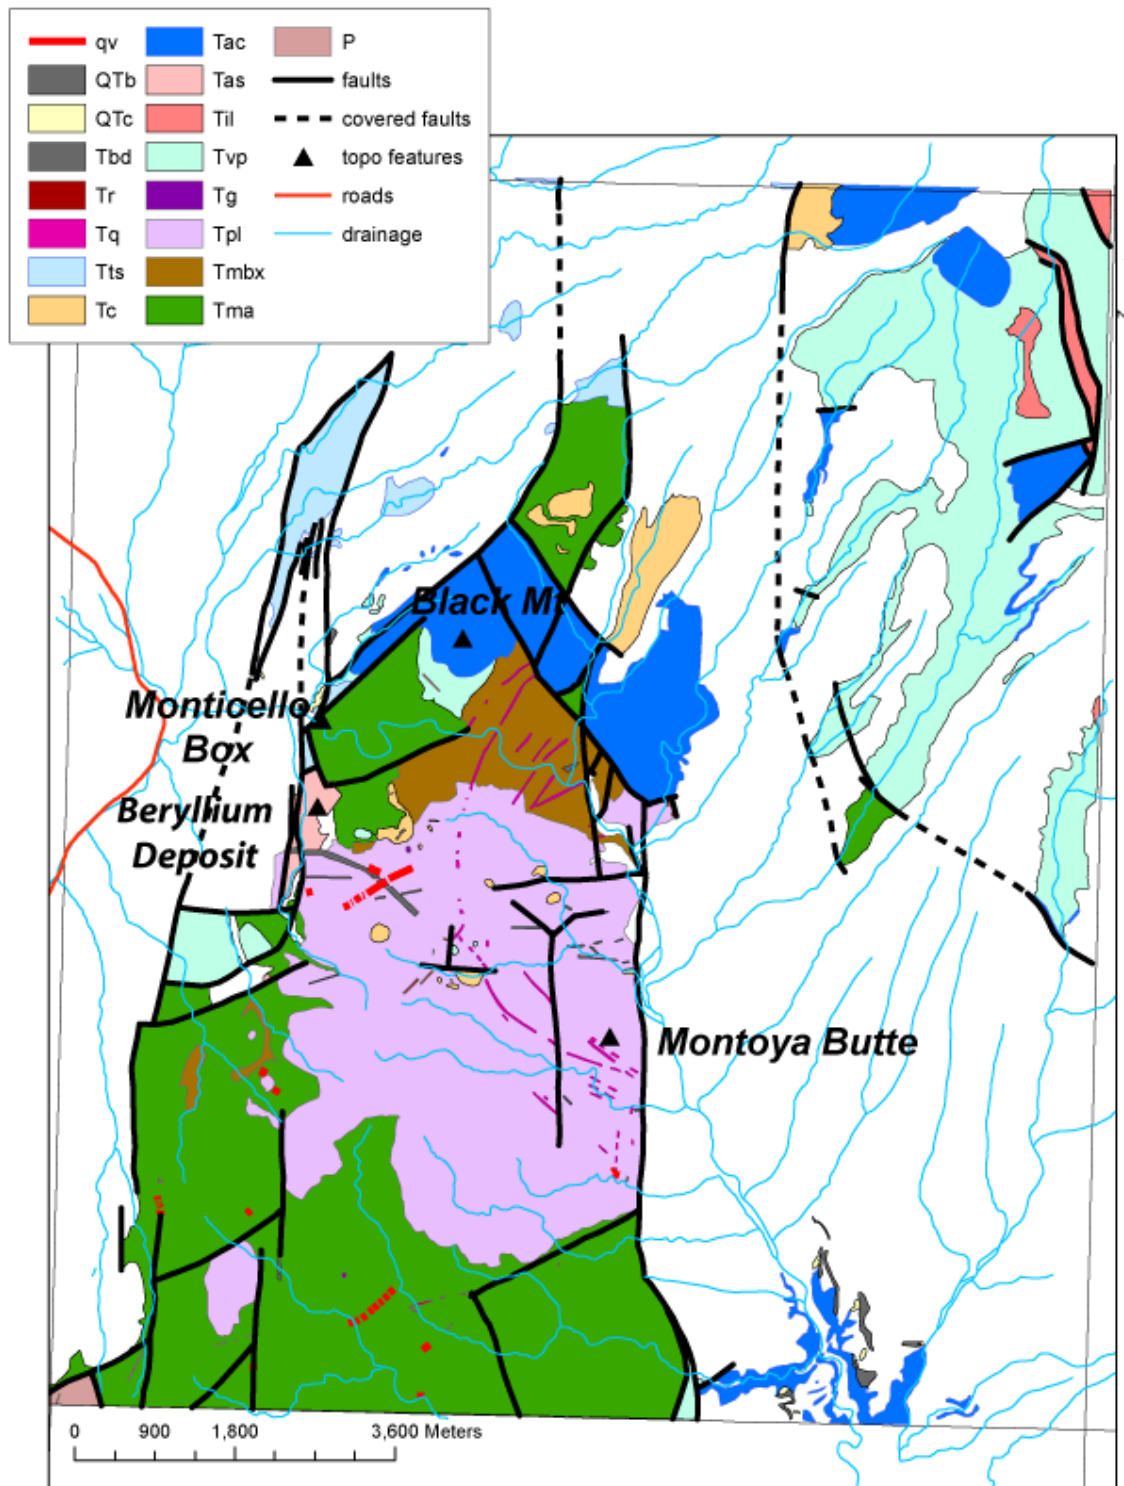 qv Tac P
QTb Tas faults
QTc Til covered faults
Tbd Tvp topo features
Tr Tg roads
Tq Tpl drainage
Tts Tmbx
Tc Tma
Black Mt
Monticello
Box
Beryllium
Deposit
Montoya Butte
0 900 1,800 3,600 Meters